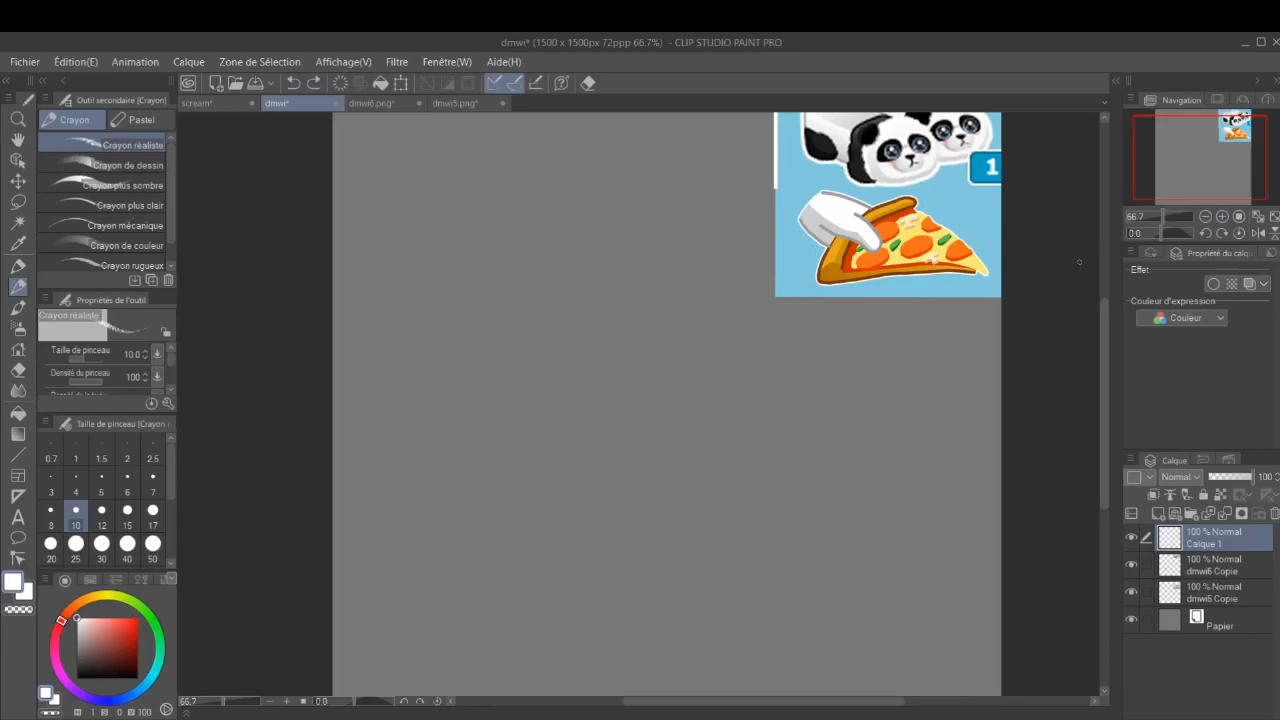 dmwi* (1500 x 1500px 72ppp 66.7%) - CLIP STUDIO PAINT PRO
Fichier Édition(E) Animation Calque Zone de Sélection Affichage(V) Filtre Fenêtre(W) Aide(H)
scream* dmwi* dmwi6.png* dmwi5.png*
Outil secondaire [Crayon]
Crayon Pastel
Crayon réaliste
Crayon de dessin
Crayon plus sombre
Crayon plus clair
Crayon mécanique
Crayon de couleur
Crayon rugueux
Propriétés de l'outil
Crayon réaliste
Taille de pinceau 10.0
Densité du pinceau 100
Taille de pinceau [Crayon r
0.7 1 1.5 2 2.5
3 4 5 6 7
8 10 12 15 17
20 25 30 40 50
H 1 S 0 V 100
1
66.7 0.0
Navigation
66.7
0.0
Propriété du calq
Effet
Couleur d'expression
Couleur
Calque
Normal 100
100 % Normal
Calque 1
100 % Normal
dmwi6 Copie
100 % Normal
dmwi5 Copie
Papier